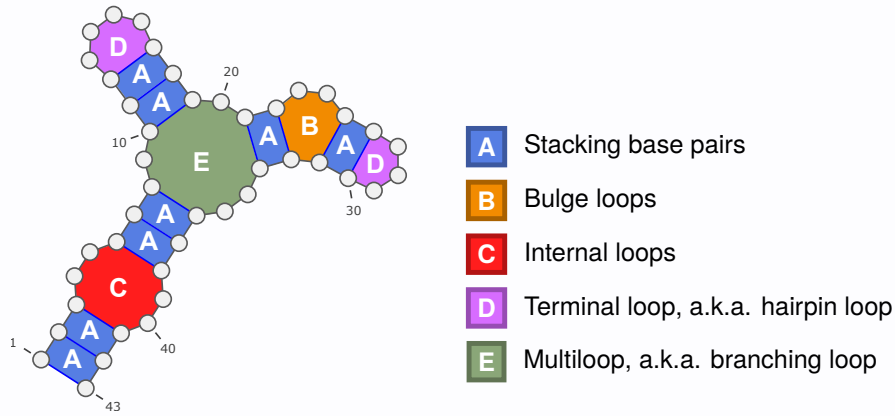 D
A
20
A
10
B
A
A
D
E
30
A
A
C
A
1
40
A
43
A Stacking base pairs
B Bulge loops
C Internal loops
D Terminal loop, a.k.a. hairpin loop
E Multiloop, a.k.a. branching loop